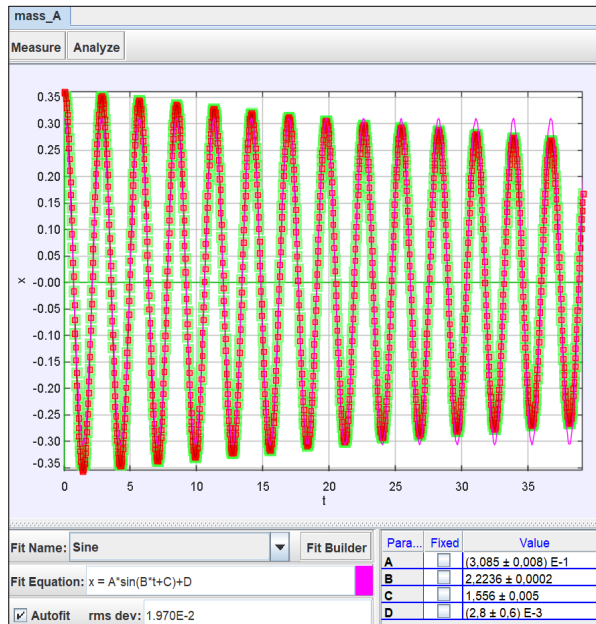 mass_A
Measure Analyze
0.35
0.30
0.25
0.20
0.15
0.10
0.05
-0.00
x
-0.05
-0.10
-0.15
-0.20
-0.25
-0.30
-0.35
0 5 10 15 20 25 30 35
t
Fit Name: Sine Fit Builder
Fit Equation: x = A*sin(B*t+C)+D
Autofit rms dev: 1.970E-2
Para... Fixed Value
A (3,085 ± 0,008) E-1
B 2,2236 ± 0,0002
C 1,556 ± 0,005
D (2,8 ± 0,6) E-3